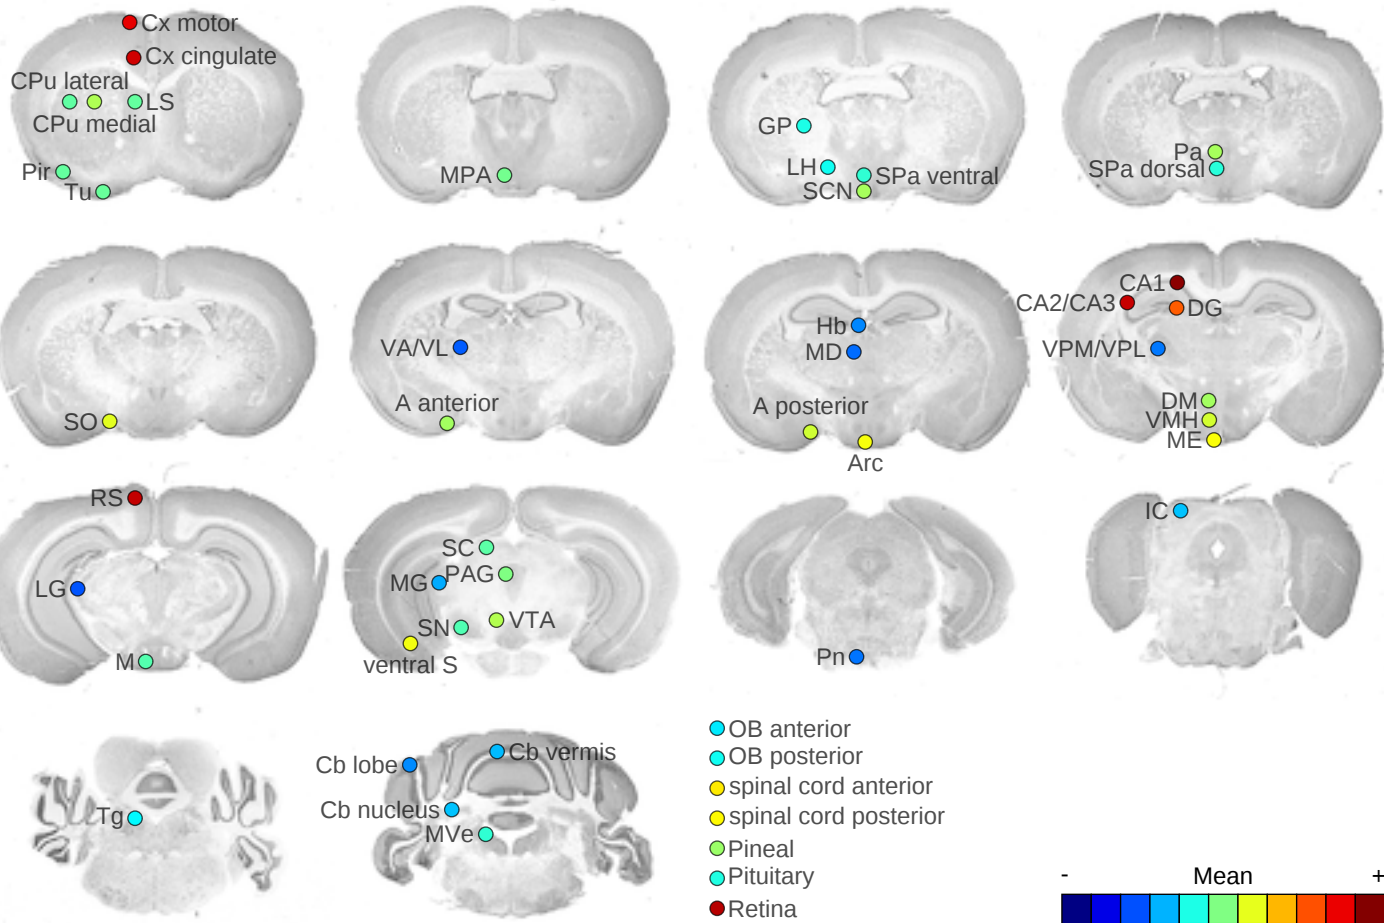 Cx motor
Cx cingulate
CPu lateral
LS
CPu medial
Pir
Tu
MPA
GP
LH
SPa ventral
SCN
Pa
SPa dorsal
SO
VA/VL
A anterior
Hb
MD
A posterior
Arc
CA1
CA2/CA3
DG
VPM/VPL
DM
VMH
ME
RS
LG
M
SC
MG
PAG
SN
VTA
ventral S
Pn
IC
Tg
Cb lobe
Cb vermis
Cb nucleus
MVe
OB anterior
OB posterior
spinal cord anterior
spinal cord posterior
Pineal
Pituitary
Retina
- Mean +